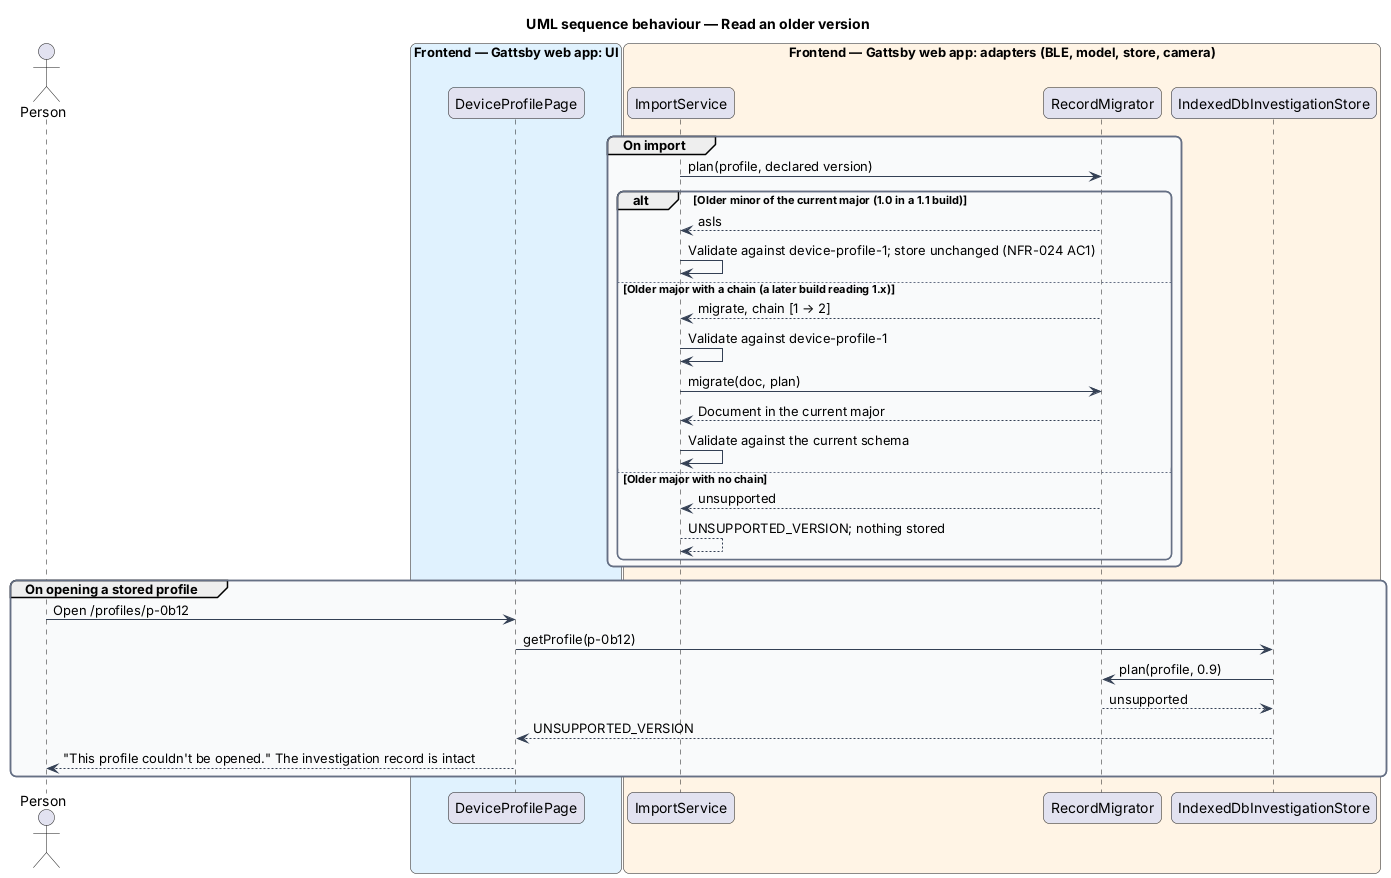 UML sequence behaviour — Read an older version
Frontend — Gattsby web app: UI
Frontend — Gattsby web app: adapters (BLE, model, store, camera)
Person
DeviceProfilePage
ImportService
RecordMigrator
IndexedDbInvestigationStore
On import
plan(profile, declared version)
alt
[Older minor of the current major (1.0 in a 1.1 build)]
asIs
Validate against device-profile-1; store unchanged (NFR-024 AC1)
[Older major with a chain (a later build reading 1.x)]
migrate, chain [1 → 2]
Validate against device-profile-1
migrate(doc, plan)
Document in the current major
Validate against the current schema
[Older major with no chain]
unsupported
UNSUPPORTED_VERSION; nothing stored
On opening a stored profile
Open /profiles/p-0b12
getProfile(p-0b12)
plan(profile, 0.9)
unsupported
UNSUPPORTED_VERSION
"This profile couldn't be opened." The investigation record is intact
Person
DeviceProfilePage
ImportService
RecordMigrator
IndexedDbInvestigationStore